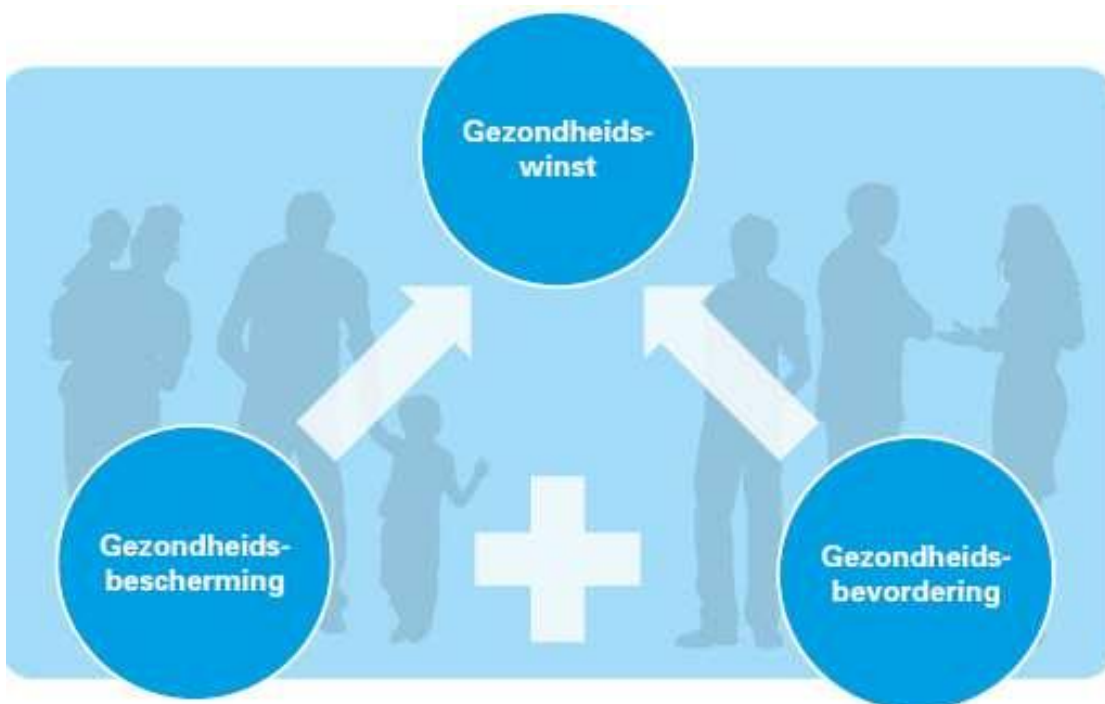 Gezondheids-
winst
Gezondheids-
bescherming
Gezondheids-
bevordering